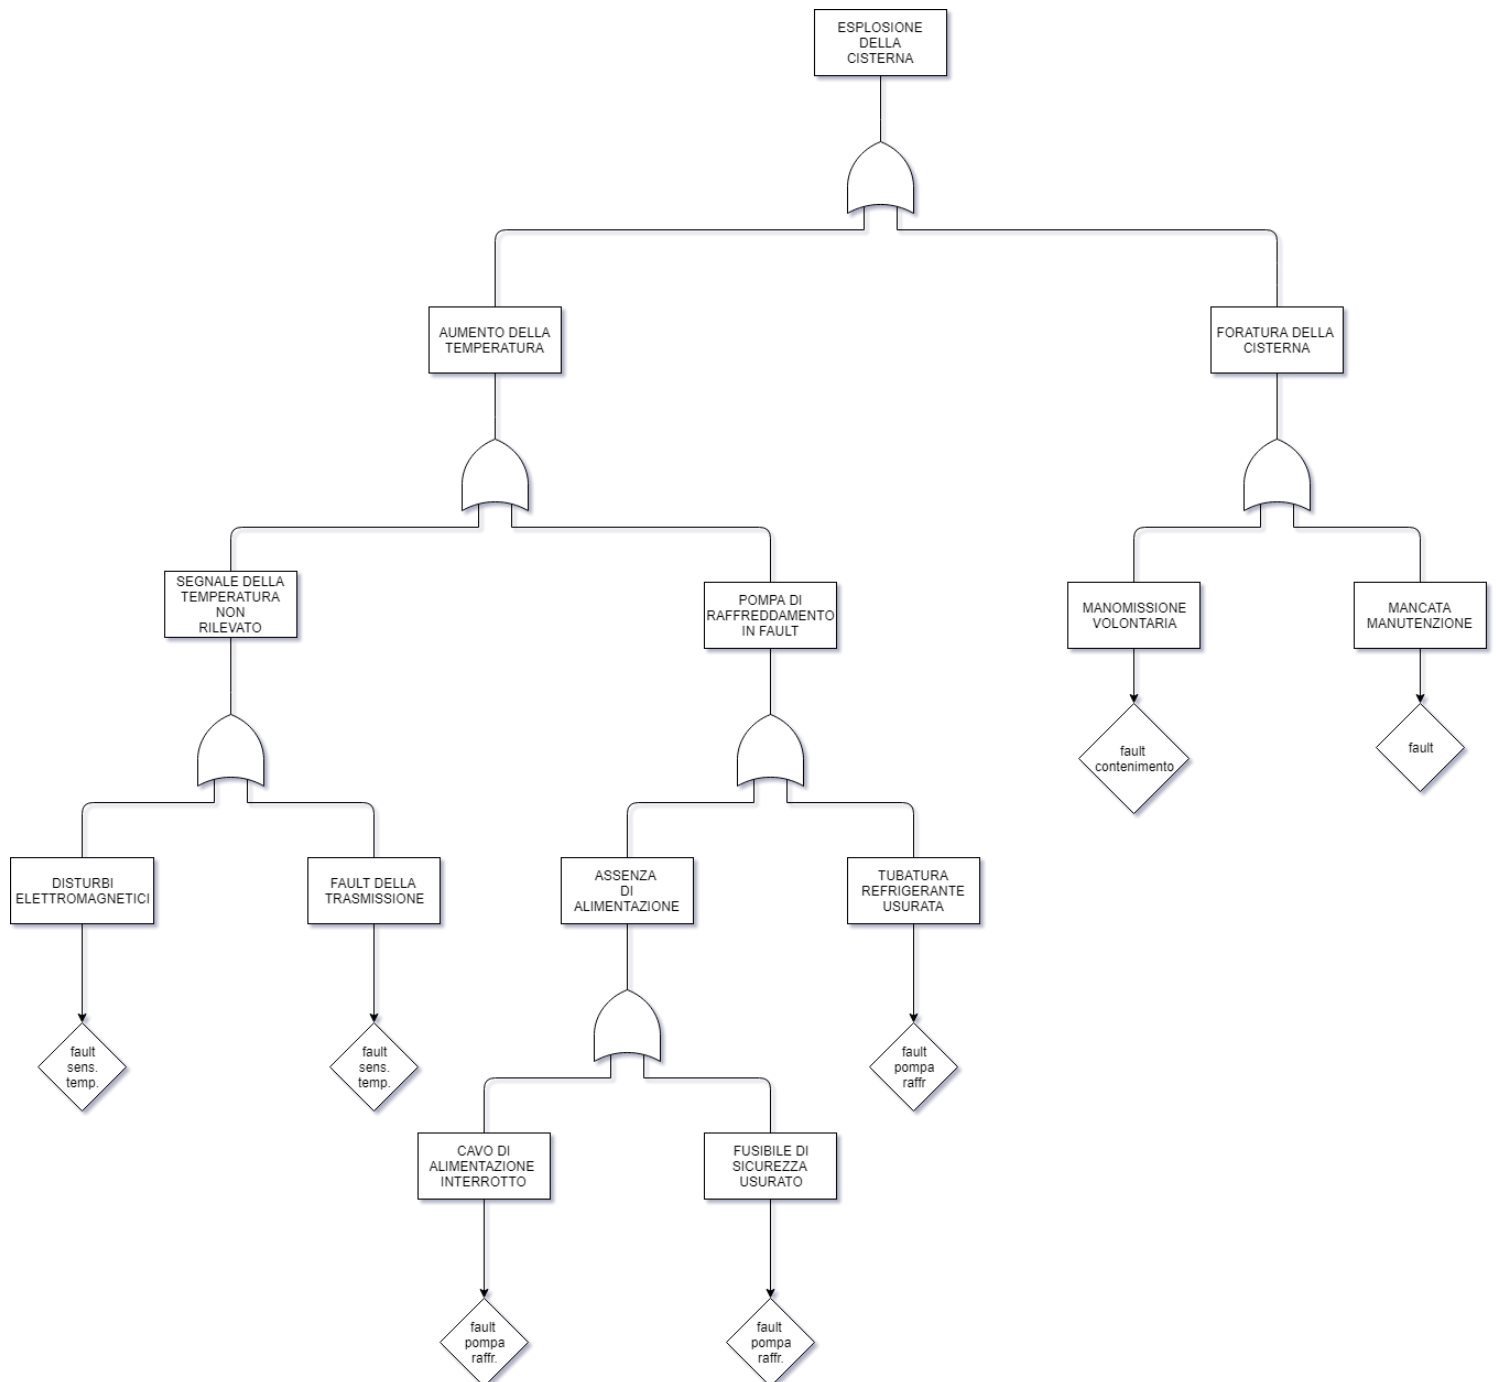 ESPLOSIONE
DELLA
CISTERNA
AUMENTO DELLA
TEMPERATURA
FORATURA DELLA
CISTERNA
SEGNALE DELLA
TEMPERATURA
NON
RILEVATO
POMPA DI
RAFFREDDAMENTO
IN FAULT
MANOMISSIONE
VOLONTARIA
MANCATA
MANUTENZIONE
fault
contenimento
fault
DISTURBI
ELETTROMAGNETICI
FAULT DELLA
TRASMISSIONE
ASSENZA
DI
ALIMENTAZIONE
TUBATURA
REFRIGERANTE
USURATA
fault
sens.
temp.
fault
sens.
temp.
fault
pompa
raffr
CAVO DI
ALIMENTAZIONE
INTERROTTO
FUSIBILE DI
SICUREZZA
USURATO
fault
pompa
raffr.
fault
pompa
raffr.